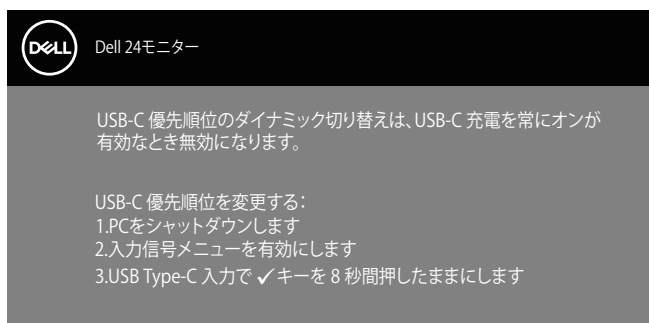 DELL
Dell 24モニター
USB-C 優先順位のダイナミック切り替えは、USB-C 充電を常にオンが
有効なとき無効になります。
USB-C 優先順位を変更する：
1.PCをシャットダウンします
2.入力信号メニューを有効にします
3.USB Type-C 入力で ✓ キーを 8 秒間押したままにします